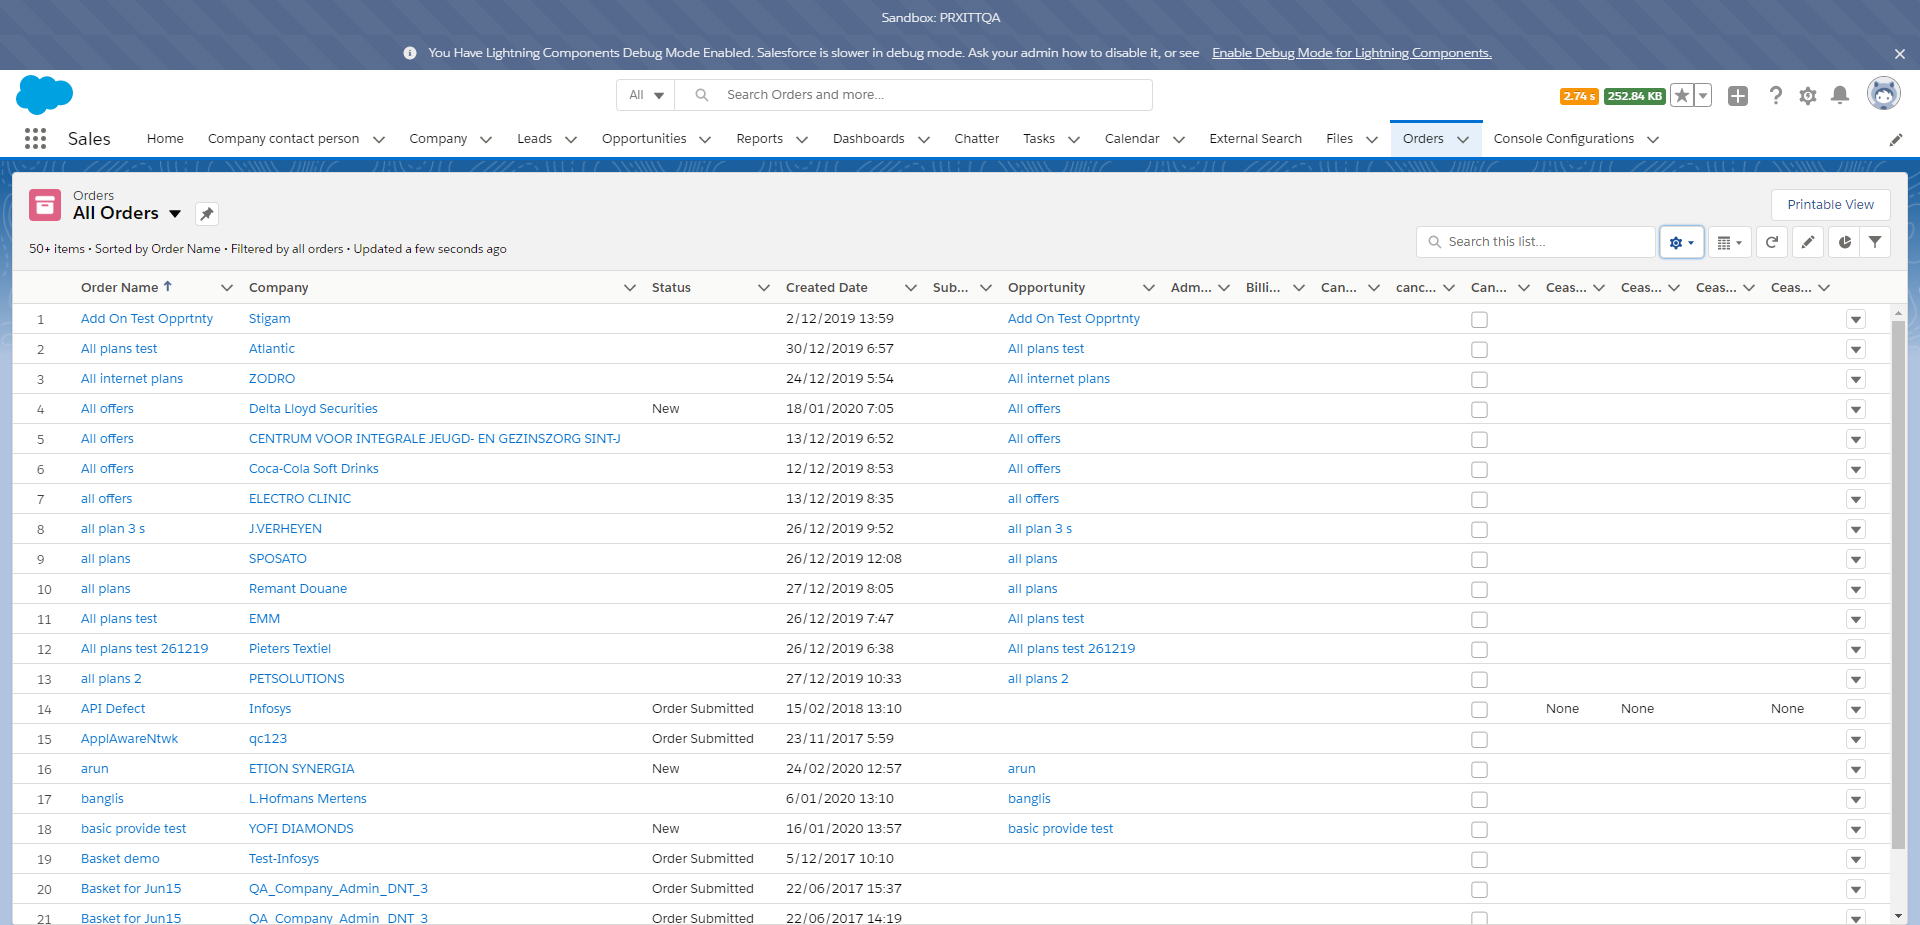 Sandbox: PRXITTQA
You Have Lightning Components Debug Mode Enabled. Salesforce is slower in debug mode. Ask your admin how to disable it, or see Enable Debug Mode for Lightning Components.
All Search Orders and more... 2.74 s 252.84 KB
Sales Home Company contact person Company Leads Opportunities Reports Dashboards Chatter Tasks Calendar External Search Files Orders Console Configurations
Orders
All Orders
Printable View
50+ items • Sorted by Order Name • Filtered by all orders • Updated a few seconds ago
Search this list...
Order Name Company Status Created Date Sub... Opportunity Adm... Billi... Can... canc... Can... Ceas... Ceas... Ceas... Ceas...
1 Add On Test Opprtnty Stigam 2/12/2019 13:59 Add On Test Opprtnty
2 All plans test Atlantic 30/12/2019 6:57 All plans test
3 All internet plans ZODRO 24/12/2019 5:54 All internet plans
4 All offers Delta Lloyd Securities New 18/01/2020 7:05 All offers
5 All offers CENTRUM VOOR INTEGRALE JEUGD- EN GEZINSZORG SINT-J 13/12/2019 6:52 All offers
6 All offers Coca-Cola Soft Drinks 12/12/2019 8:53 All offers
7 all offers ELECTRO CLINIC 13/12/2019 8:35 all offers
8 all plan 3 s J.VERHEYEN 26/12/2019 9:52 all plan 3 s
9 all plans SPOSATO 26/12/2019 12:08 all plans
10 all plans Remant Douane 27/12/2019 8:05 all plans
11 All plans test EMM 26/12/2019 7:47 All plans test
12 All plans test 261219 Pieters Textiel 26/12/2019 6:38 All plans test 261219
13 all plans 2 PETSOLUTIONS 27/12/2019 10:33 all plans 2
14 API Defect Infosys Order Submitted 15/02/2018 13:10 None None None
15 ApplAwareNtwk qc123 Order Submitted 23/11/2017 5:59
16 arun ETION SYNERGIA New 24/02/2020 12:57 arun
17 banglis L.Hofmans Mertens 6/01/2020 13:10 banglis
18 basic provide test YOFI DIAMONDS New 16/01/2020 13:57 basic provide test
19 Basket demo Test-Infosys Order Submitted 5/12/2017 10:10
20 Basket for Jun15 QA_Company_Admin_DNT_3 Order Submitted 22/06/2017 15:37
21 Basket for Jun15 QA_Company_Admin_DNT_3 Order Submitted 22/06/2017 14:19